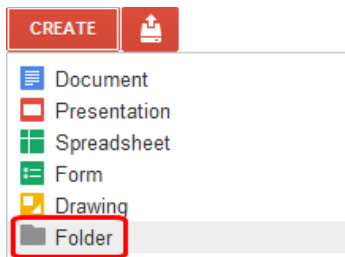 CREATE
Document
Presentation
Spreadsheet
Form
Drawing
Folder